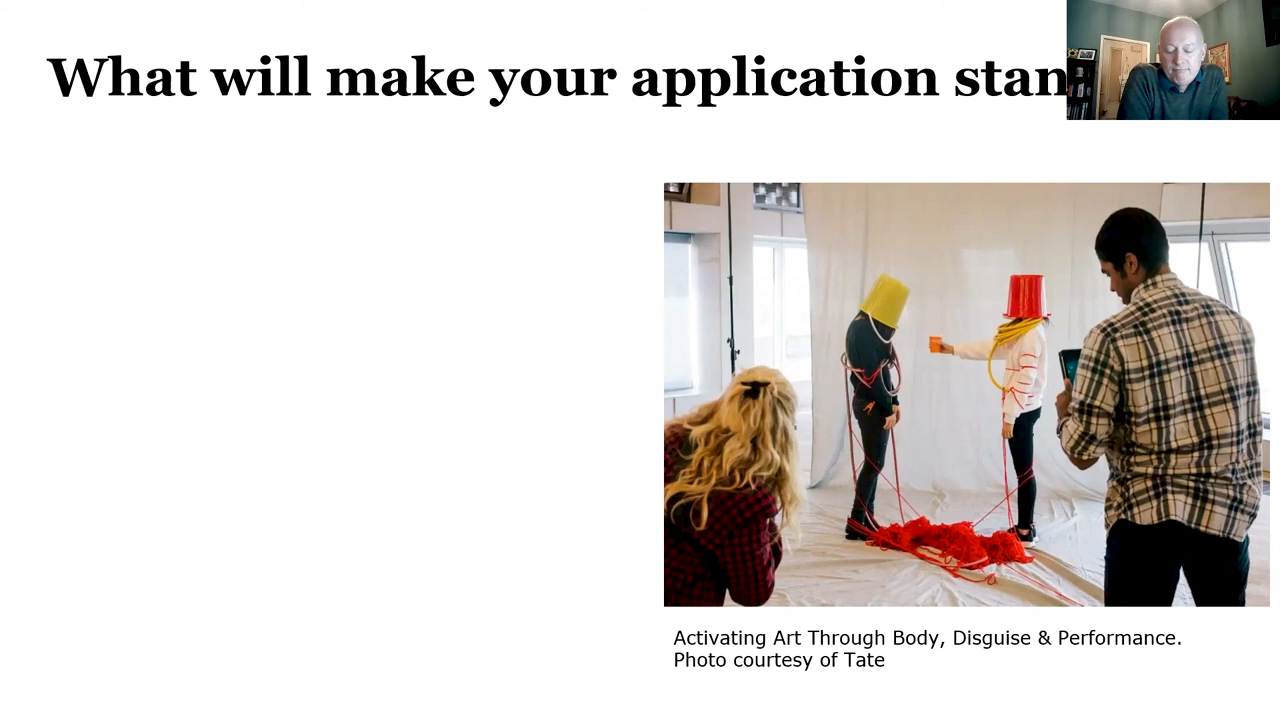 What will make your application stan
Activating Art Through Body, Disguise & Performance.
Photo courtesy of Tate